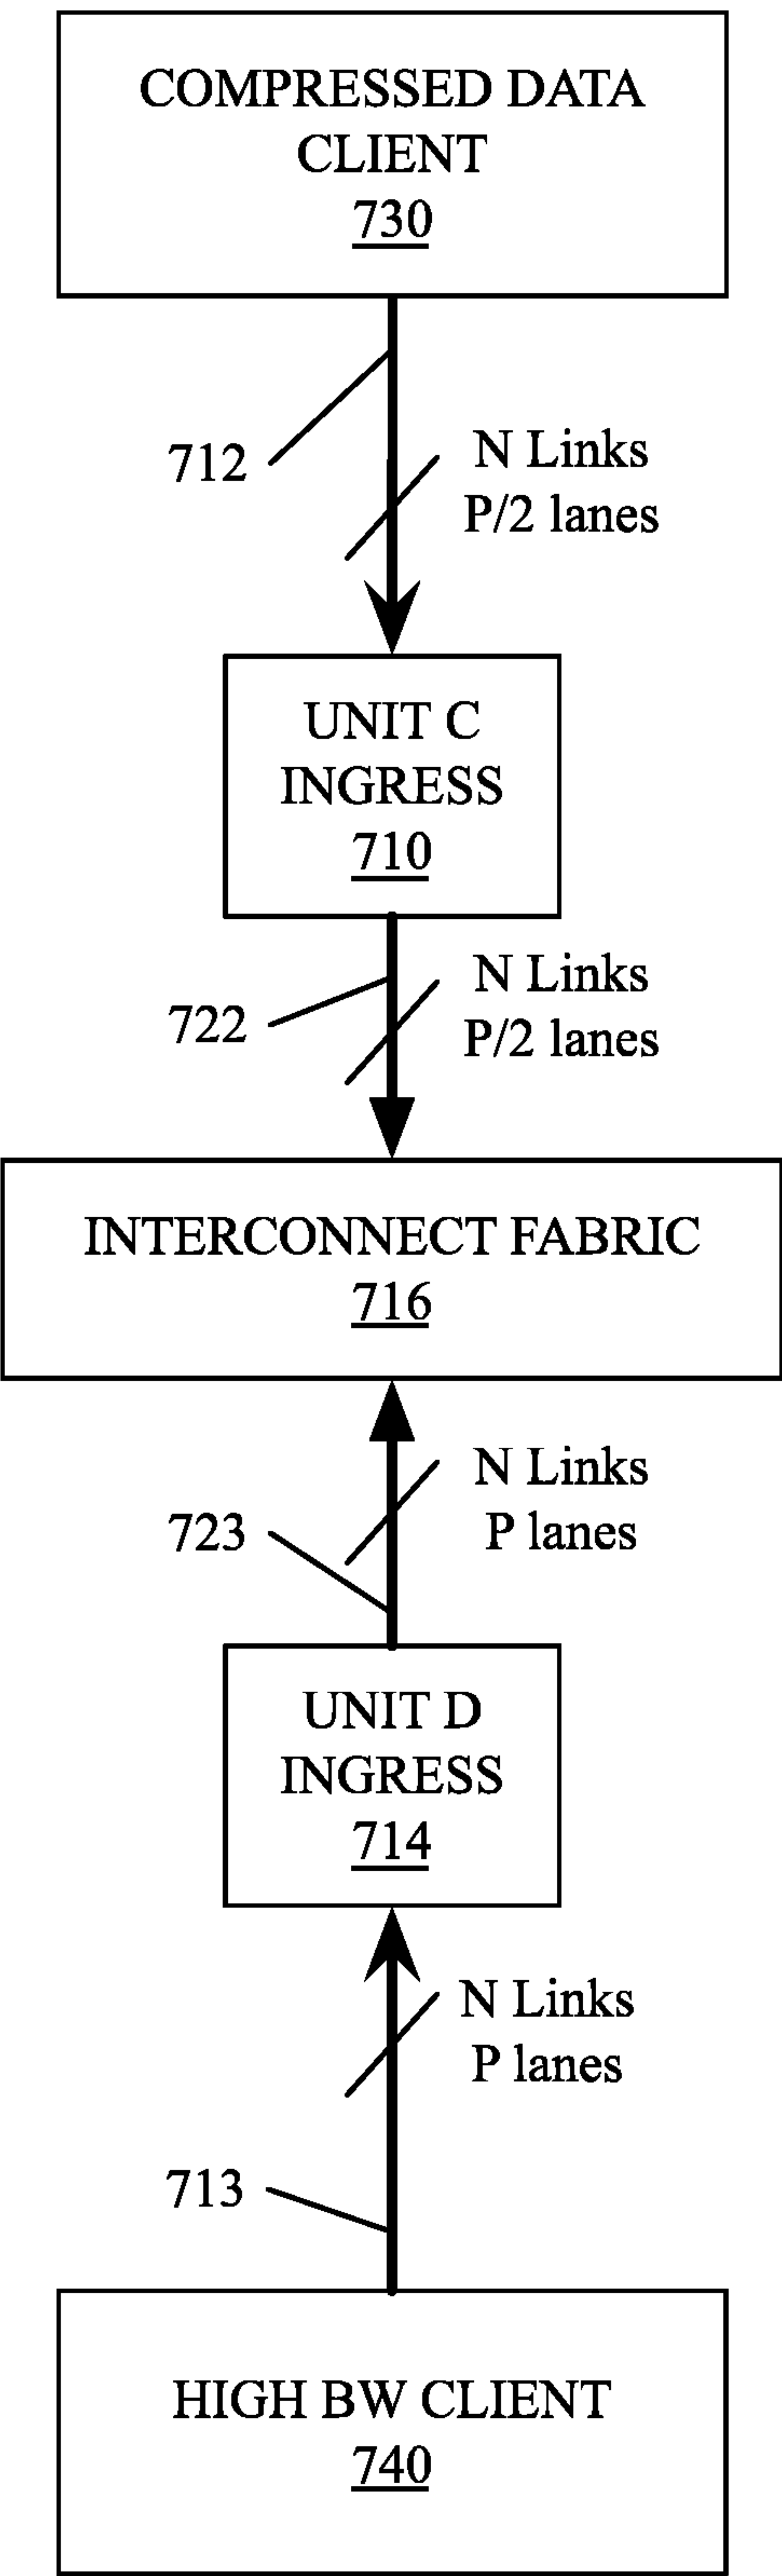 COMPRESSED DATA
CLIENT
730
712
N Links
P/2 lanes
UNIT C
INGRESS
710
722
N Links
P/2 lanes
INTERCONNECT FABRIC
716
723
N Links
P lanes
UNIT D
INGRESS
714
N Links
P lanes
713
HIGH BW CLIENT
740